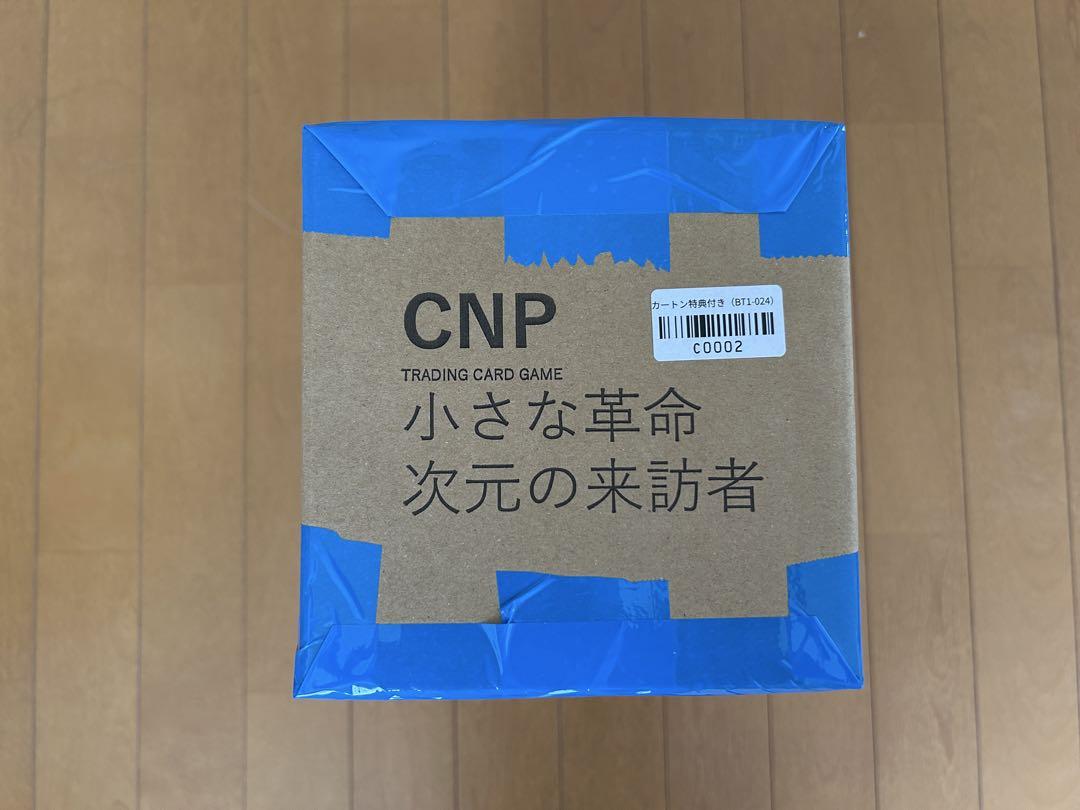 CNP
TRADING CARD GAME
小さな革命
次元の来訪者
カートン特典付き（BT1-024）
C0002